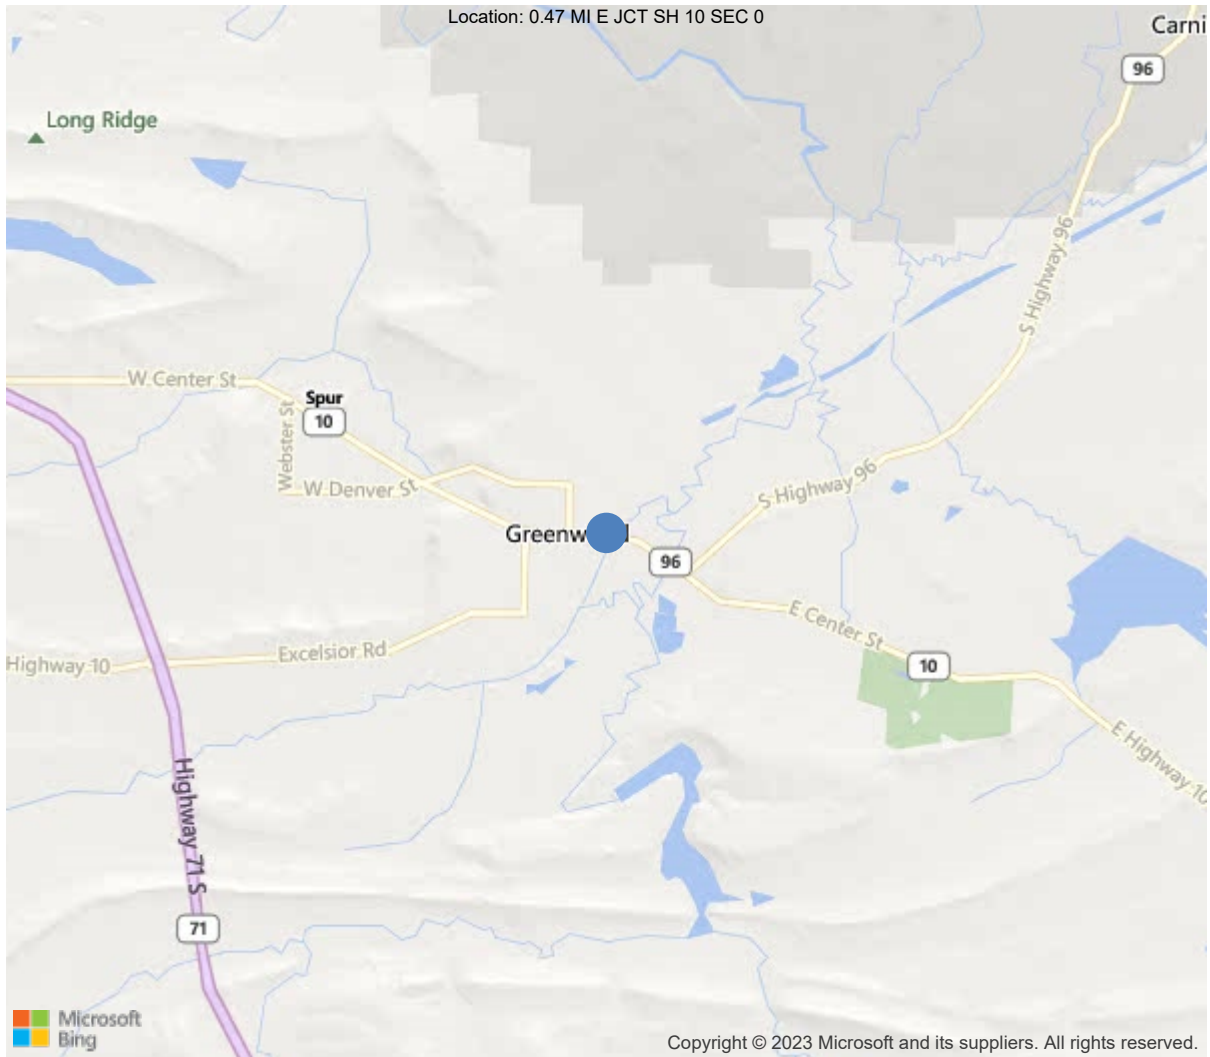 Location: 0.47 MI E JCT SH 10 SEC 0
Carni
96
Long Ridge
S Highway 96
W Center St
Spur
10
Webster St
W Denver St
S Highway 96
Greenw d
96
E Center St
Highway 10
Excelsior Rd
10
E Highway 10
Highway 71 S
71
Microsoft
Bing
Copyright © 2023 Microsoft and its suppliers. All rights reserved.